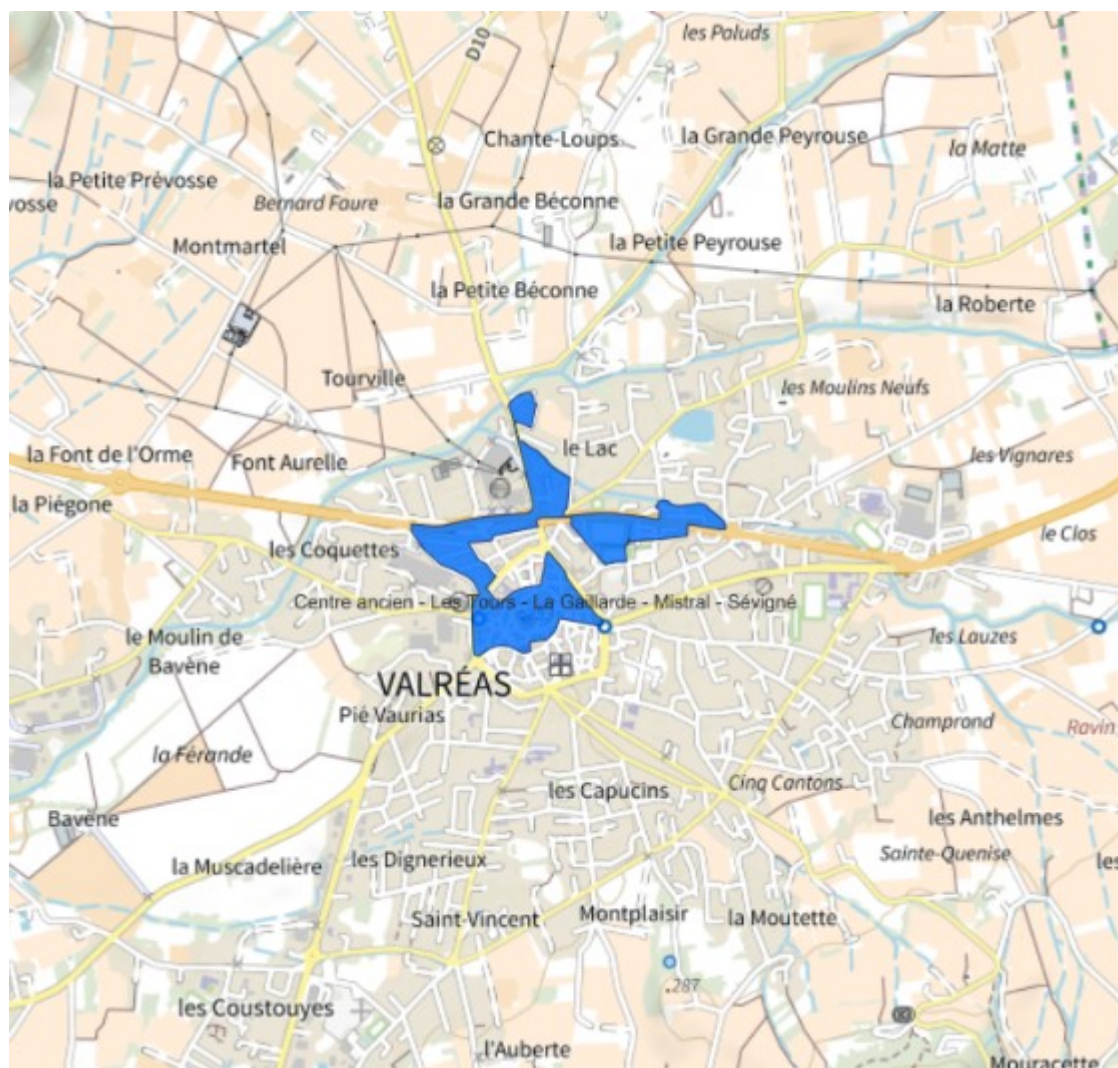 les Paluds
D10
Chante-Loups
la Grande Peyrouse
la Matte
la Petite Prévosse
vosse
Bernard Faure
la Grande Béconne
Montmartel
la Petite Peyrouse
la Petite Béconne
la Roberte
Tourville
les Moulins Neufs
le Lac
la Font de l'Orme
Font Aurelle
les Vignares
la Piégone
le Clos
les Coquettes
Centre ancien - Les Tours - La Gaillarde - Mistral - Sévigné
le Moulin de
Bavène
les Lauzes
VALRÉAS
Pié Vaurias
Champrond
Ravin
la Férande
Cinq Cantons
les Capucins
Bavène
les Anthelmes
la Muscadelière
les Dignerieux
Sainte-Quenise
les
Saint-Vincent
Montplaisir
la Moutette
287
les Coustouyes
l'Auberte
Mouracette